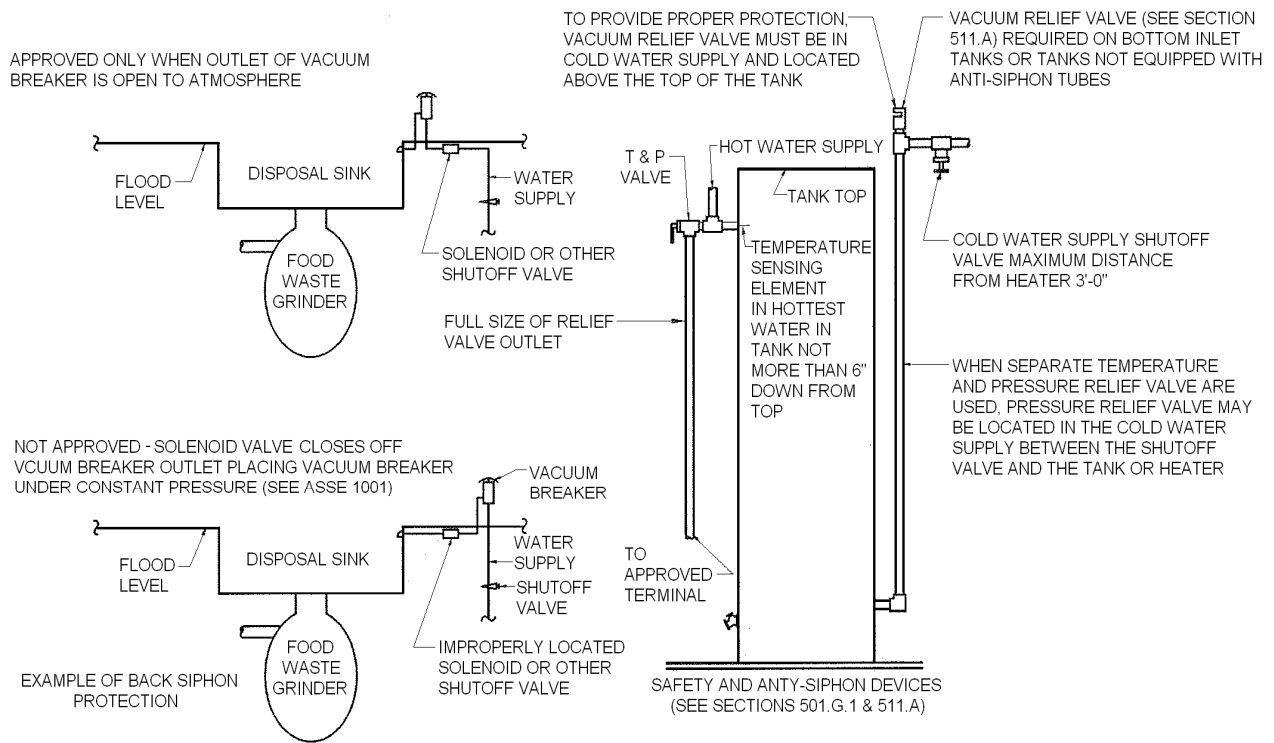 APPROVED ONLY WHEN OUTLET OF VACUUM
BREAKER IS OPEN TO ATMOSPHERE
FLOOD
LEVEL
DISPOSAL SINK
WATER
SUPPLY
SOLENOID OR OTHER
SHUTOFF VALVE
FOOD
WASTE
GRINDER
NOT APPROVED - SOLENOID VALVE CLOSES OFF
VCUUM BREAKER OUTLET PLACING VACUUM BREAKER
UNDER CONSTANT PRESSURE (SEE ASSE 1001)
VACUUM
BREAKER
FLOOD
LEVEL
DISPOSAL SINK
WATER
SUPPLY
SHUTOFF
VALVE
FOOD
WASTE
GRINDER
IMPROPERLY LOCATED
SOLENOID OR OTHER
SHUTOFF VALVE
EXAMPLE OF BACK SIPHON
PROTECTION
TO PROVIDE PROPER PROTECTION,
VACUUM RELIEF VALVE MUST BE IN
COLD WATER SUPPLY AND LOCATED
ABOVE THE TOP OF THE TANK
VACUUM RELIEF VALVE (SEE SECTION
511.A) REQUIRED ON BOTTOM INLET
TANKS OR TANKS NOT EQUIPPED WITH
ANTI-SIPHON TUBES
HOT WATER SUPPLY
T & P
VALVE
TANK TOP
TEMPERATURE
SENSING
ELEMENT
IN HOTTEST
WATER IN
TANK NOT
MORE THAN 6"
DOWN FROM
TOP
COLD WATER SUPPLY SHUTOFF
VALVE MAXIMUM DISTANCE
FROM HEATER 3'-0"
FULL SIZE OF RELIEF
VALVE OUTLET
WHEN SEPARATE TEMPERATURE
AND PRESSURE RELIEF VALVE ARE
USED, PRESSURE RELIEF VALVE MAY
BE LOCATED IN THE COLD WATER
SUPPLY BETWEEN THE SHUTOFF
VALVE AND THE TANK OR HEATER
TO
APPROVED
TERMINAL
SAFETY AND ANTY-SIPHON DEVICES
(SEE SECTIONS 501.G.1 & 511.A)